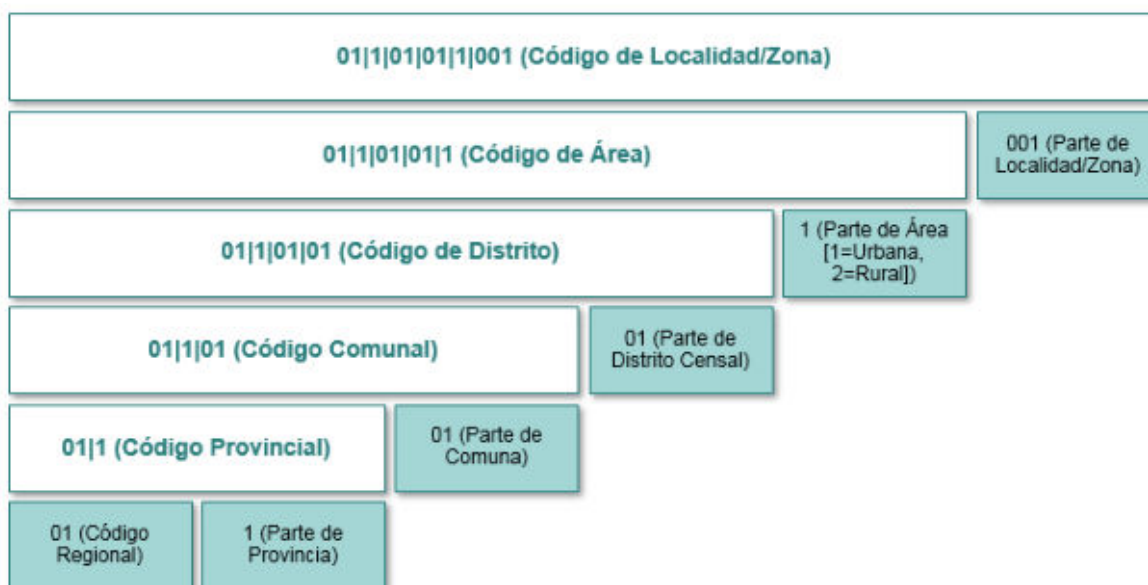 01|1|01|01|1|001 (Código de Localidad/Zona)
01|1|01|01|1 (Código de Área)
001 (Parte de
Localidad/Zona)
01|1|01|01 (Código de Distrito)
1 (Parte de Área
[1=Urbana,
2=Rural])
01|1|01 (Código Comunal)
01 (Parte de
Distrito Censal)
01|1 (Código Provincial)
01 (Parte de
Comuna)
01 (Código
Regional)
1 (Parte de
Provincia)